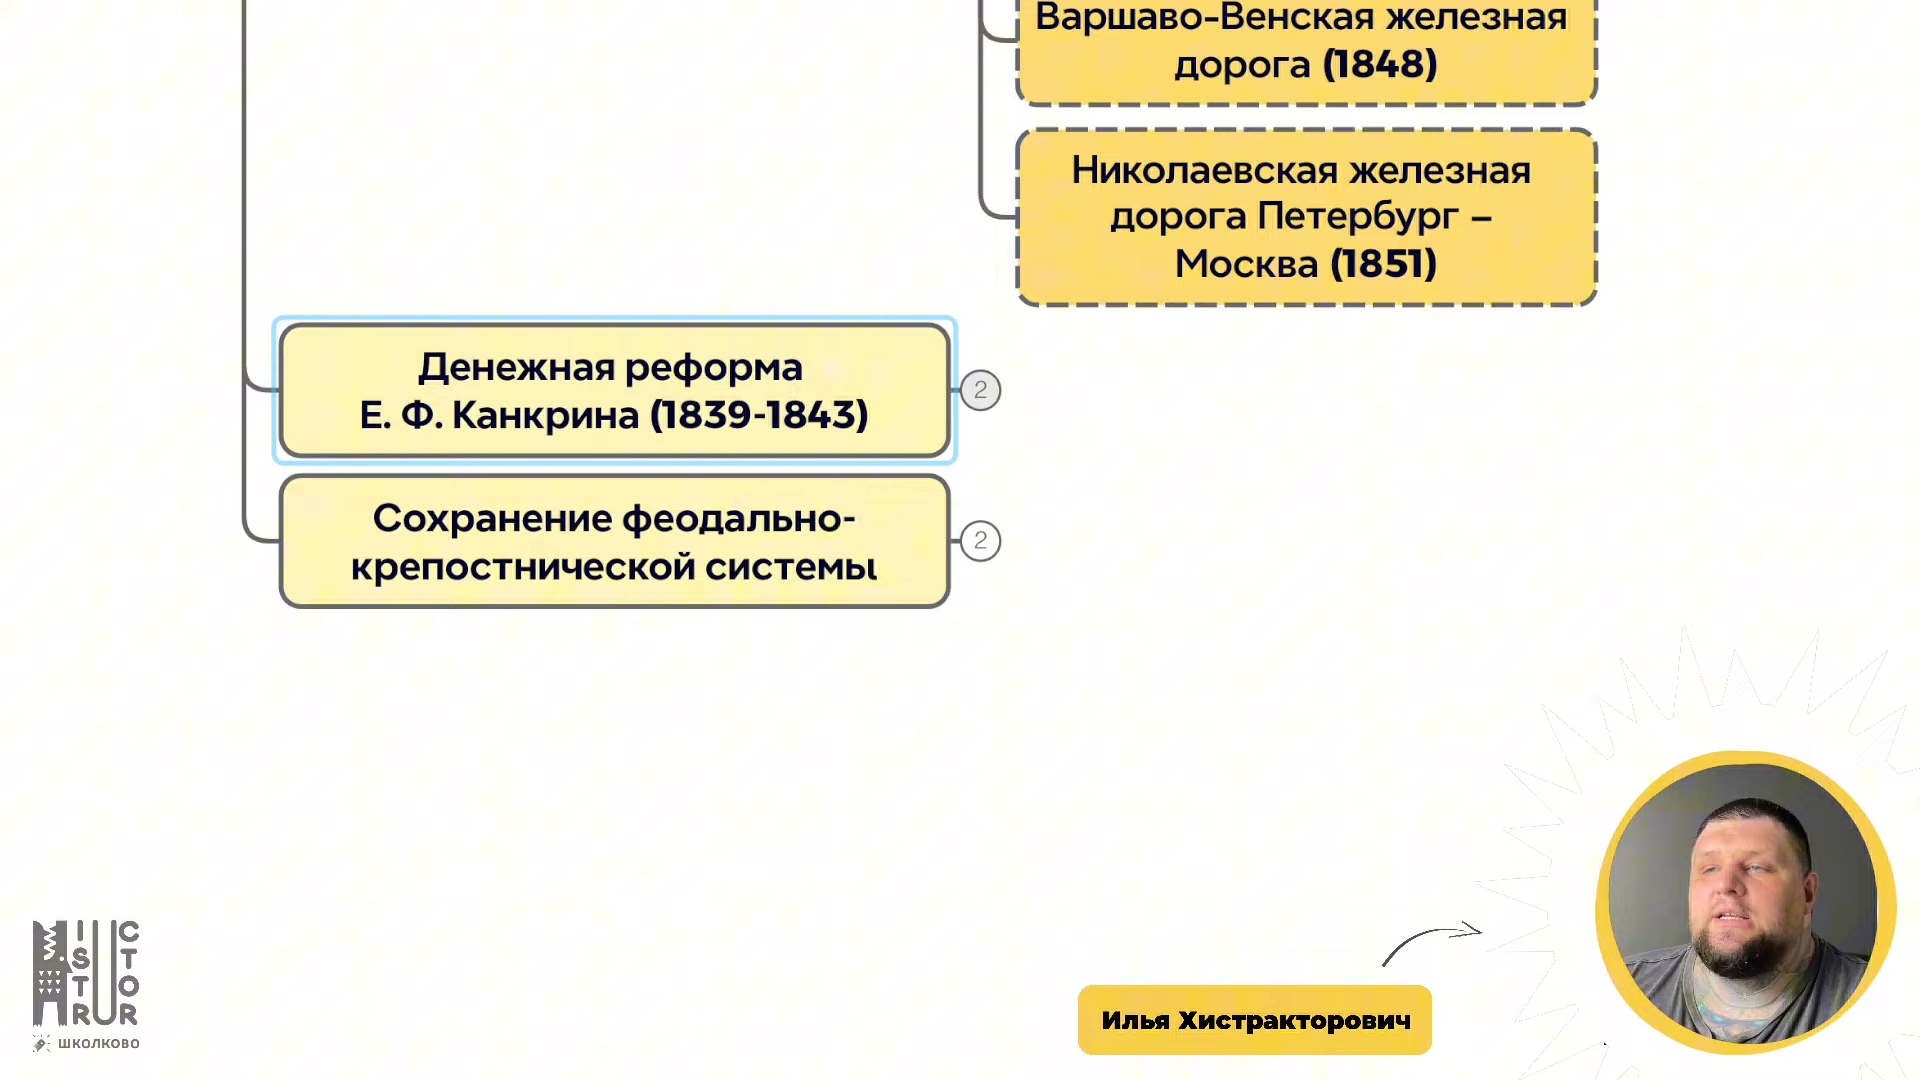 Варшаво-Венская железная
дорога (1848)
Николаевская железная
дорога Петербург –
Москва (1851)
Денежная реформа
Е. Ф. Канкрина (1839-1843)
2
Сохранение феодально-
крепостнической системы
2
Илья Хистракторович
HISTRUCTOR
ШКОЛКОВО